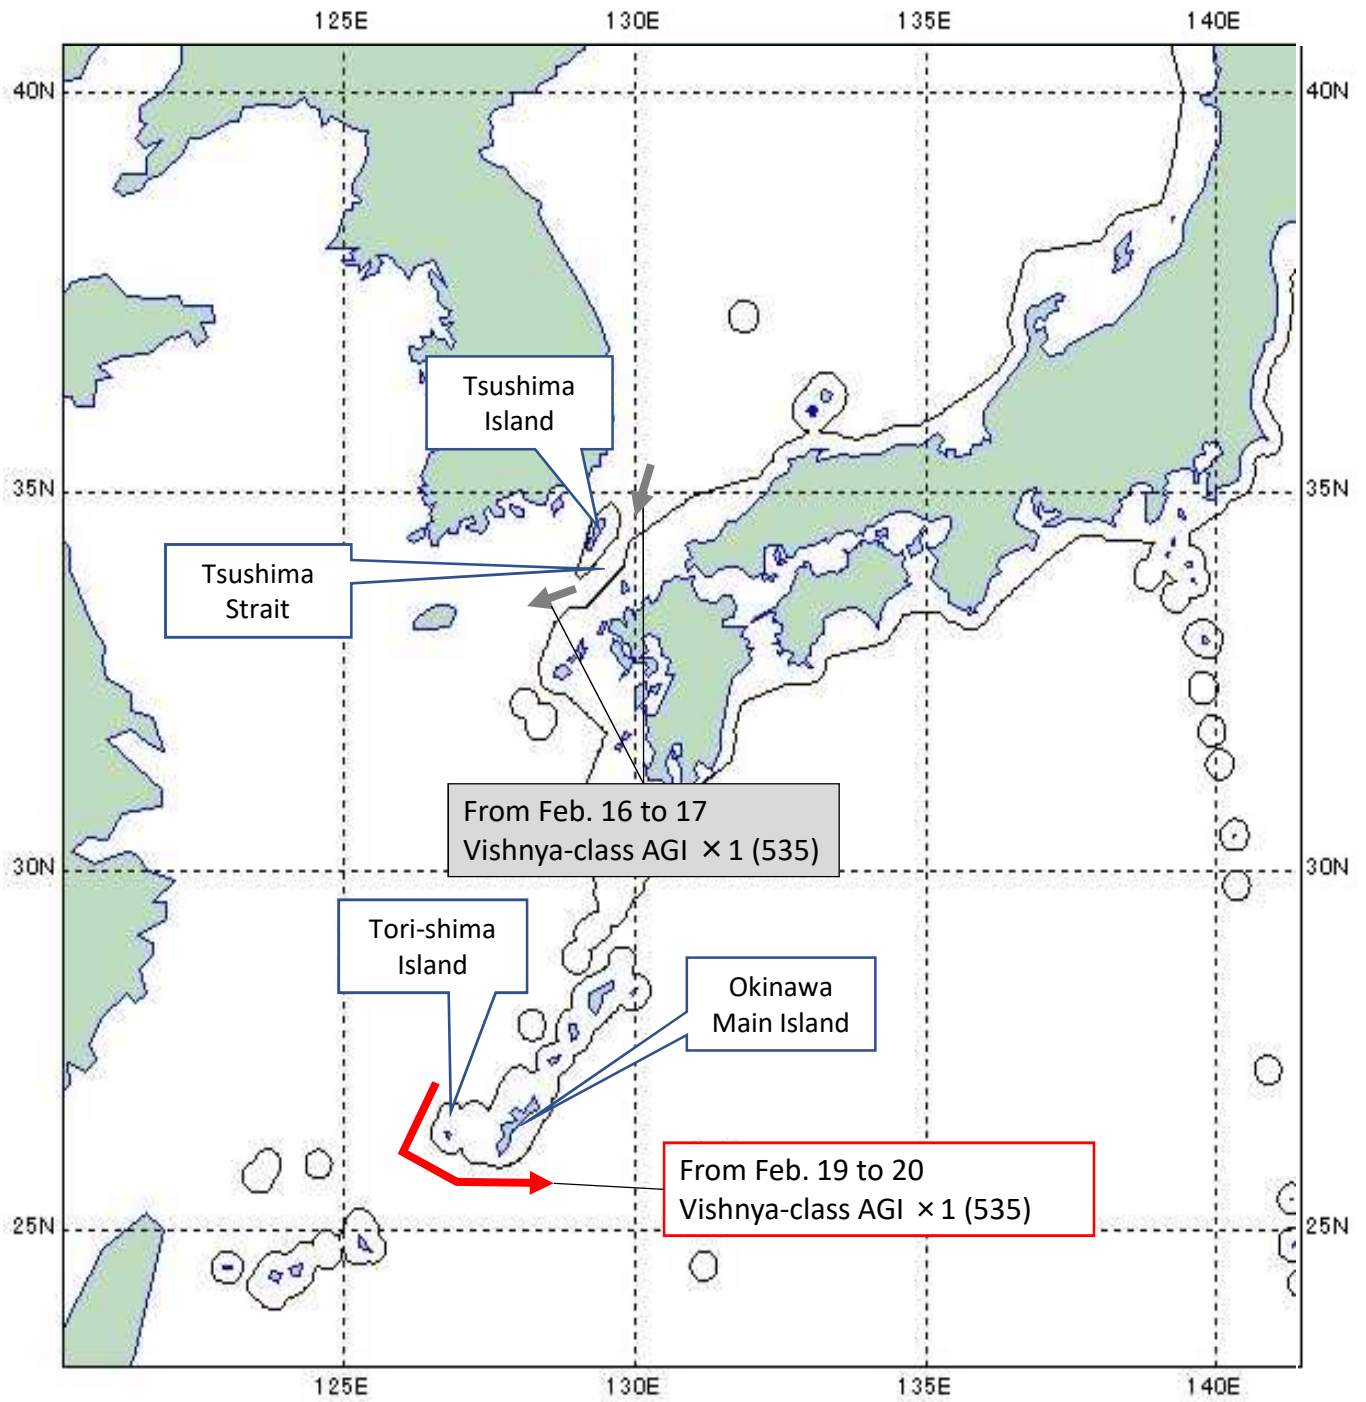 125E 130E 135E 140E
40N 40N
Tsushima
Island
35N 35N
Tsushima
Strait
From Feb. 16 to 17
Vishnya-class AGI ×1 (535)
30N 30N
Tori-shima
Island
Okinawa
Main Island
From Feb. 19 to 20
Vishnya-class AGI ×1 (535)
25N 25N
125E 130E 135E 140E